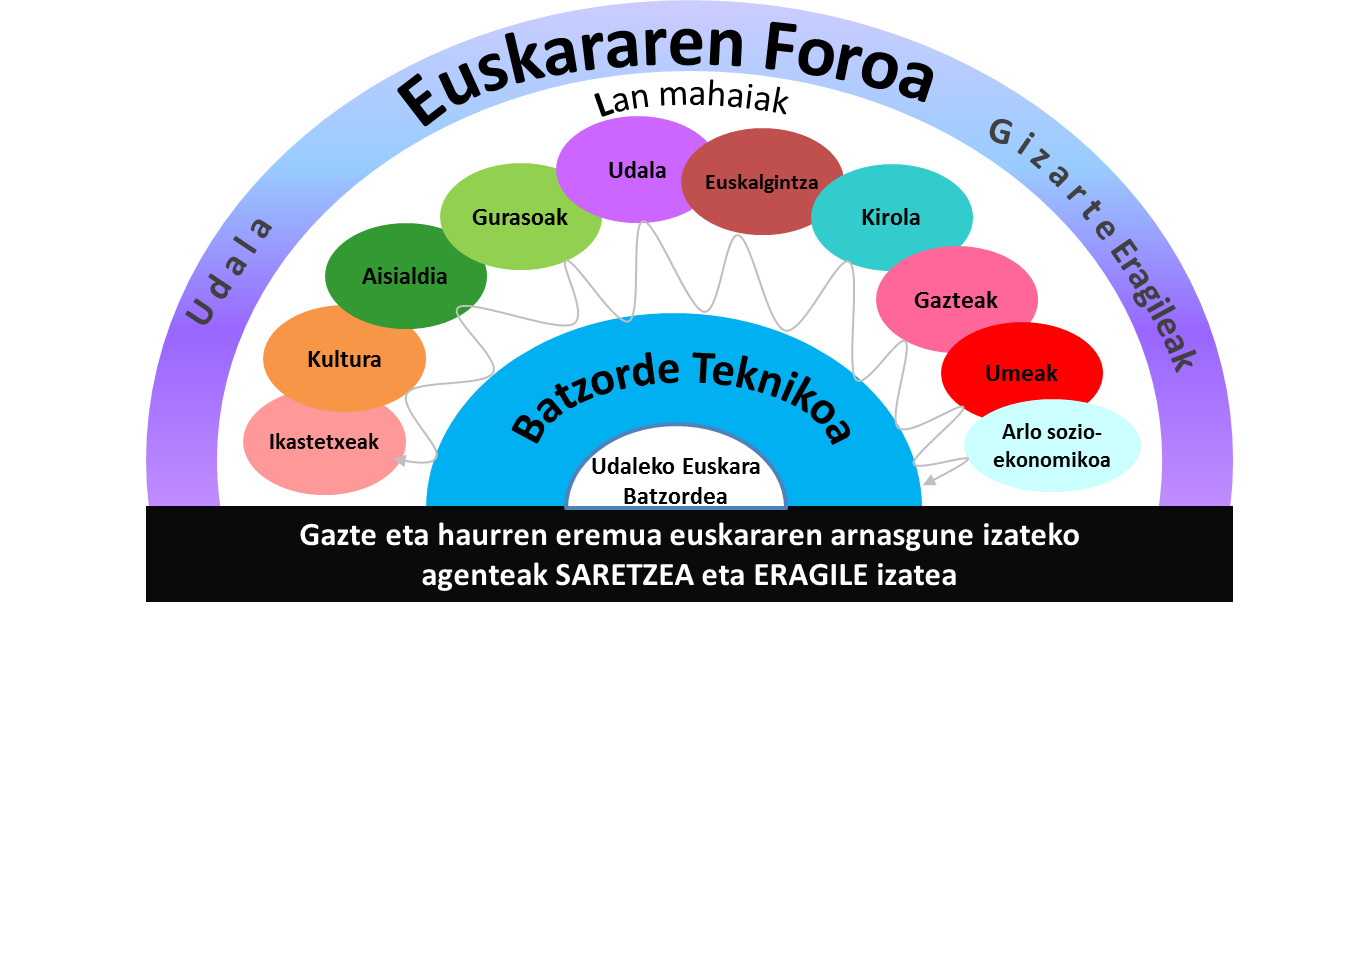 Euskararen Foroa
Lan mahaiak
Udala
Gizarte Eragileak
Ikastetxeak
Kultura
Aisialdia
Gurasoak
Udala
Euskalgintza
Kirola
Gazteak
Umeak
Arlo sozio-
ekonomikoa
Batzorde Teknikoa
Udaleko Euskara
Batzordea
Gazte eta haurren eremua euskararen arnasgune izateko
agenteak SARETZEA eta ERAGILE izatea